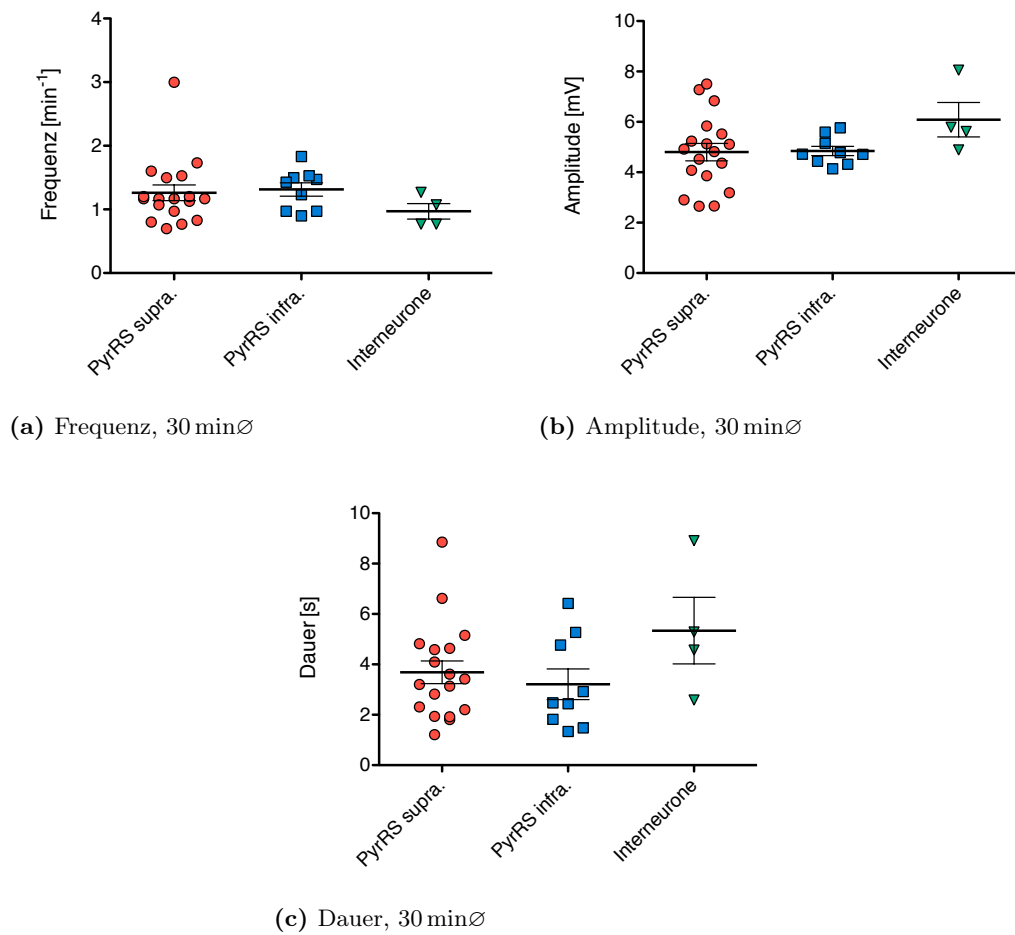 4
3
2
1
0
Frequenz [min⁻¹]
PyrRS supra.
PyrRS infra.
Interneurone
(a) Frequenz, 30 min∅
10
8
6
4
2
0
Amplitude [mV]
PyrRS supra.
PyrRS infra.
Interneurone
(b) Amplitude, 30 min∅
10
8
6
4
2
0
Dauer [s]
PyrRS supra.
PyrRS infra.
Interneurone
(c) Dauer, 30 min∅